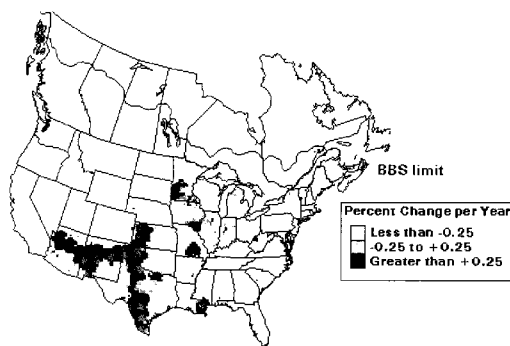 BBS limit
Percent Change per Year
Less than -0.25
-0.25 to +0.25
Greater than +0.25